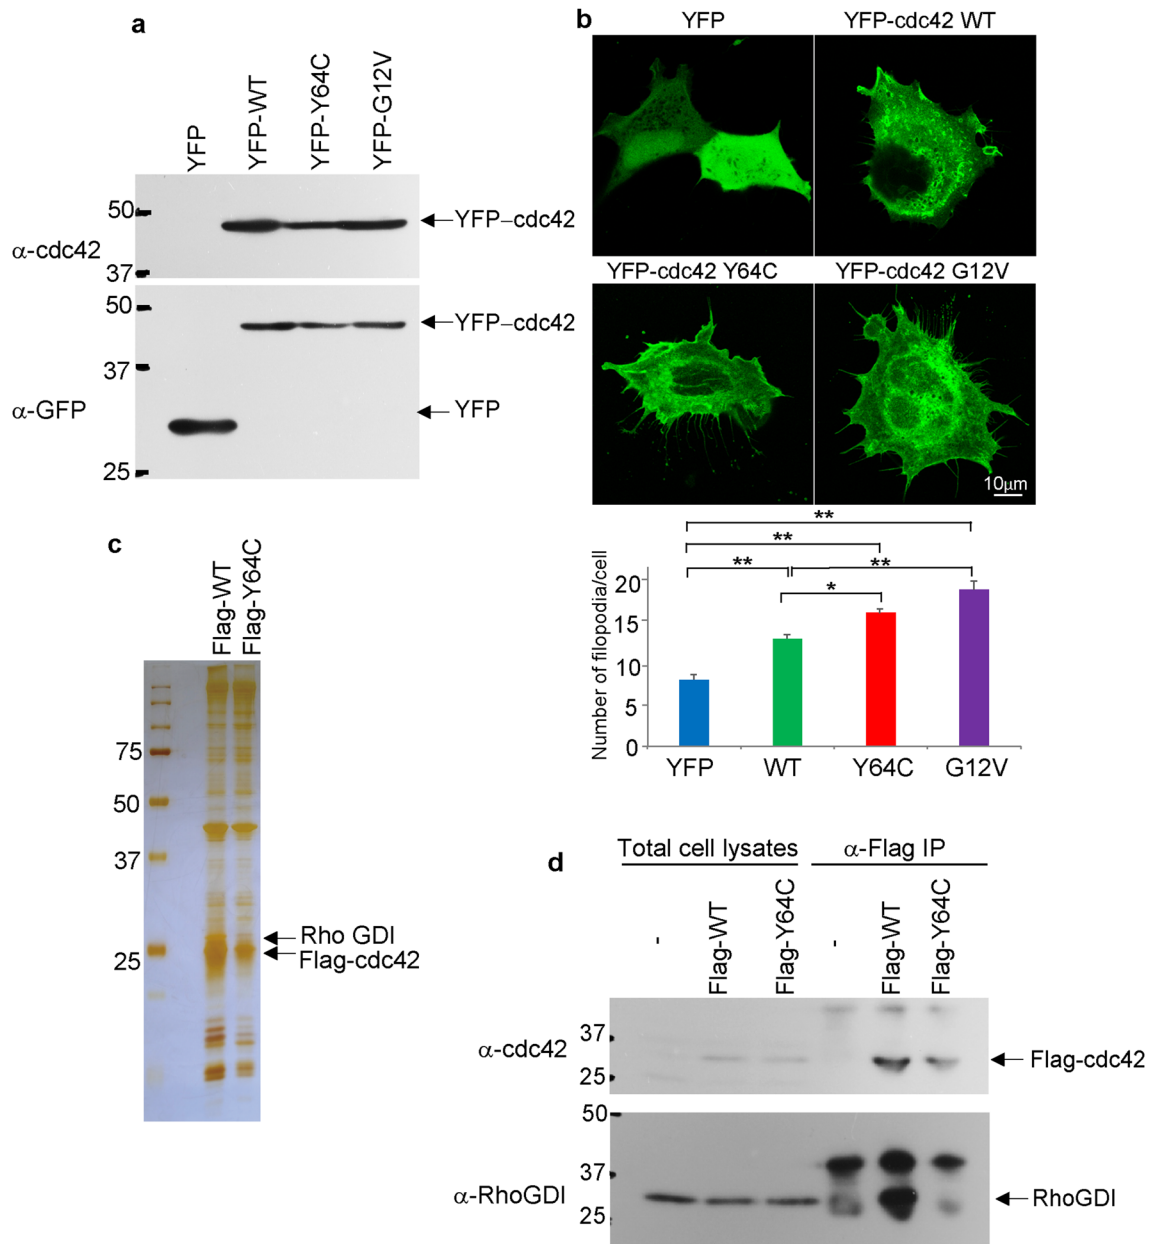 a
YFP
YFP-WT
YFP-Y64C
YFP-G12V
50
YFP–cdc42
α-cdc42
37
50
YFP–cdc42
37
α-GFP
YFP
25
b
YFP
YFP-cdc42 WT
YFP-cdc42 Y64C
YFP-cdc42 G12V
10μm
**
**
**
**
*
Number of filopodia/cell
20
15
10
5
0
YFP
WT
Y64C
G12V
c
Flag-WT
Flag-Y64C
75
50
37
Rho GDI
25
Flag-cdc42
d
Total cell lysates
α-Flag IP
-
Flag-WT
Flag-Y64C
-
Flag-WT
Flag-Y64C
37
α-cdc42
Flag-cdc42
25
50
37
α-RhoGDI
RhoGDI
25